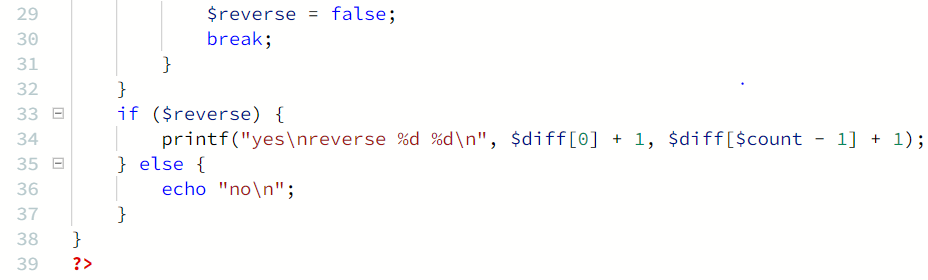 29 $reverse = false;
30 break;
31 }
32 }
33 if ($reverse) {
34 printf("yes\nreverse %d %d\n", $diff[0] + 1, $diff[$count - 1] + 1);
35 } else {
36 echo "no\n";
37 }
38 }
39 ?>